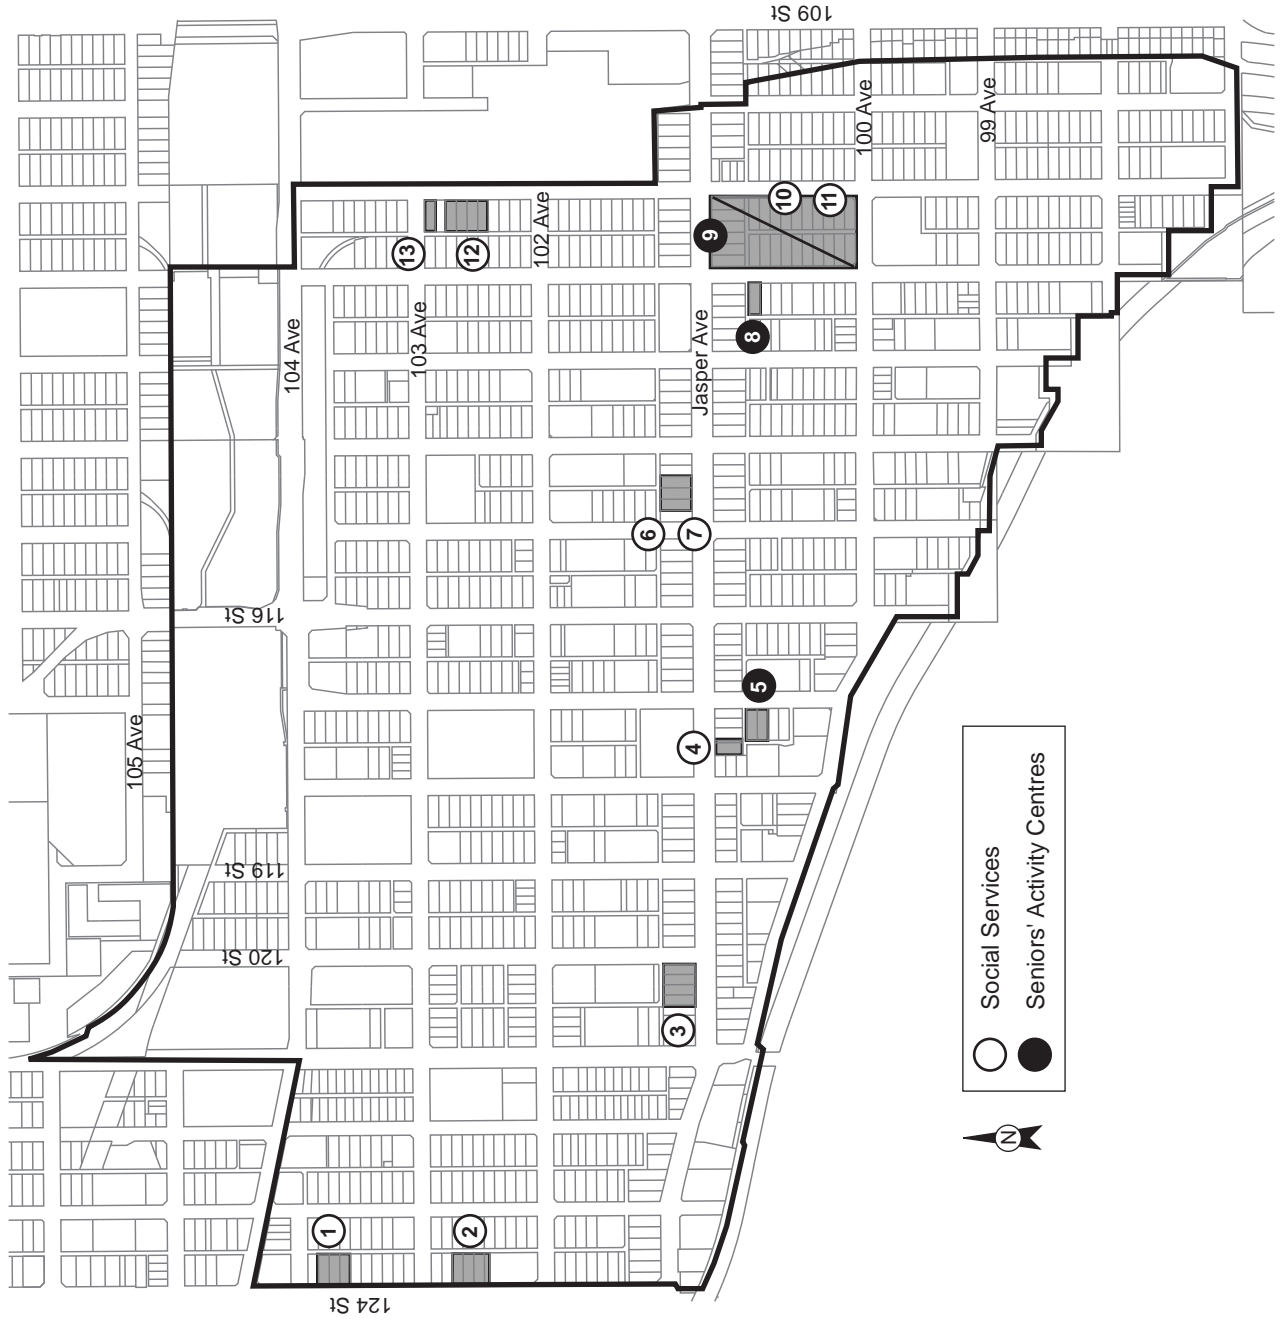 109 St
100 Ave
99 Ave
10
11
9
13
12
102 Ave
104 Ave
103 Ave
Jasper Ave
8
6
7
116 St
5
4
105 Ave
119 St
120 St
3
1
2
124 St
Social Services
Seniors' Activity Centres
N